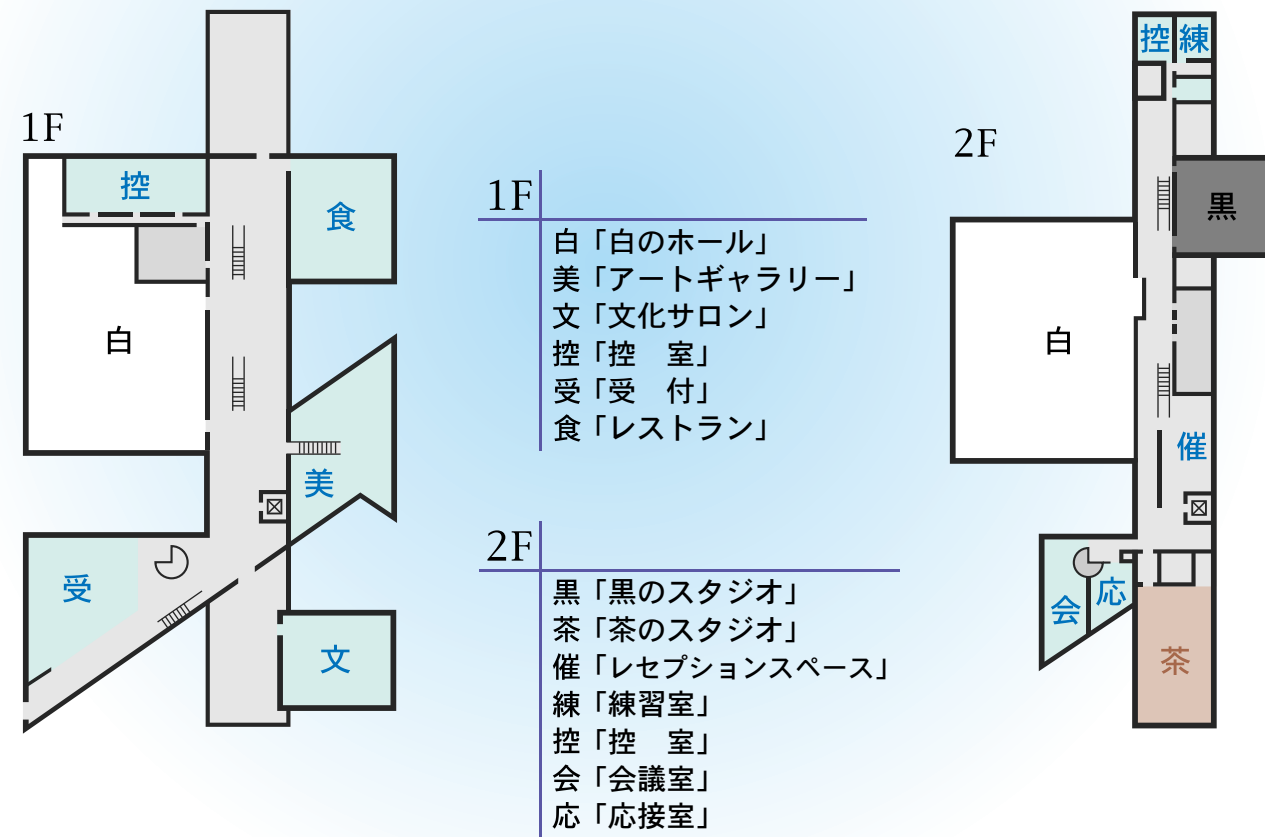 1F
控
食
白
美
受
文
1F
白「白のホール」
美「アートギャラリー」
文「文化サロン」
控「控　室」
受「受　付」
食「レストラン」
2F
黒「黒のスタジオ」
茶「茶のスタジオ」
催「レセプションスペース」
練「練習室」
控「控　室」
会「会議室」
応「応接室」
2F
控 練
黒
白
催
会 応
茶